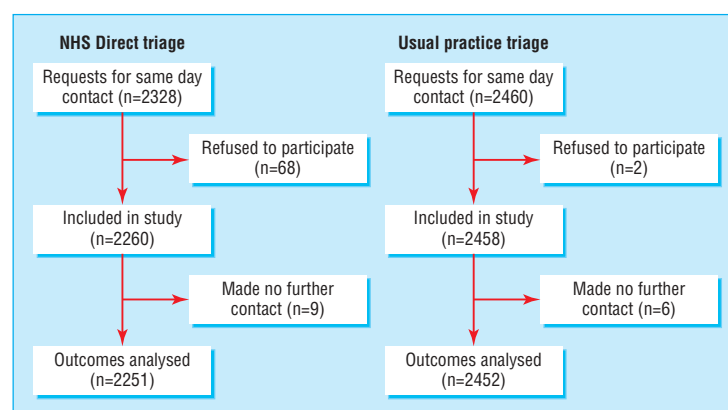 NHS Direct triage
Requests for same day
contact (n=2328)
Refused to participate
(n=68)
Included in study
(n=2260)
Made no further
contact (n=9)
Outcomes analysed
(n=2251)
Usual practice triage
Requests for same day
contact (n=2460)
Refused to participate
(n=2)
Included in study
(n=2458)
Made no further
contact (n=6)
Outcomes analysed
(n=2452)